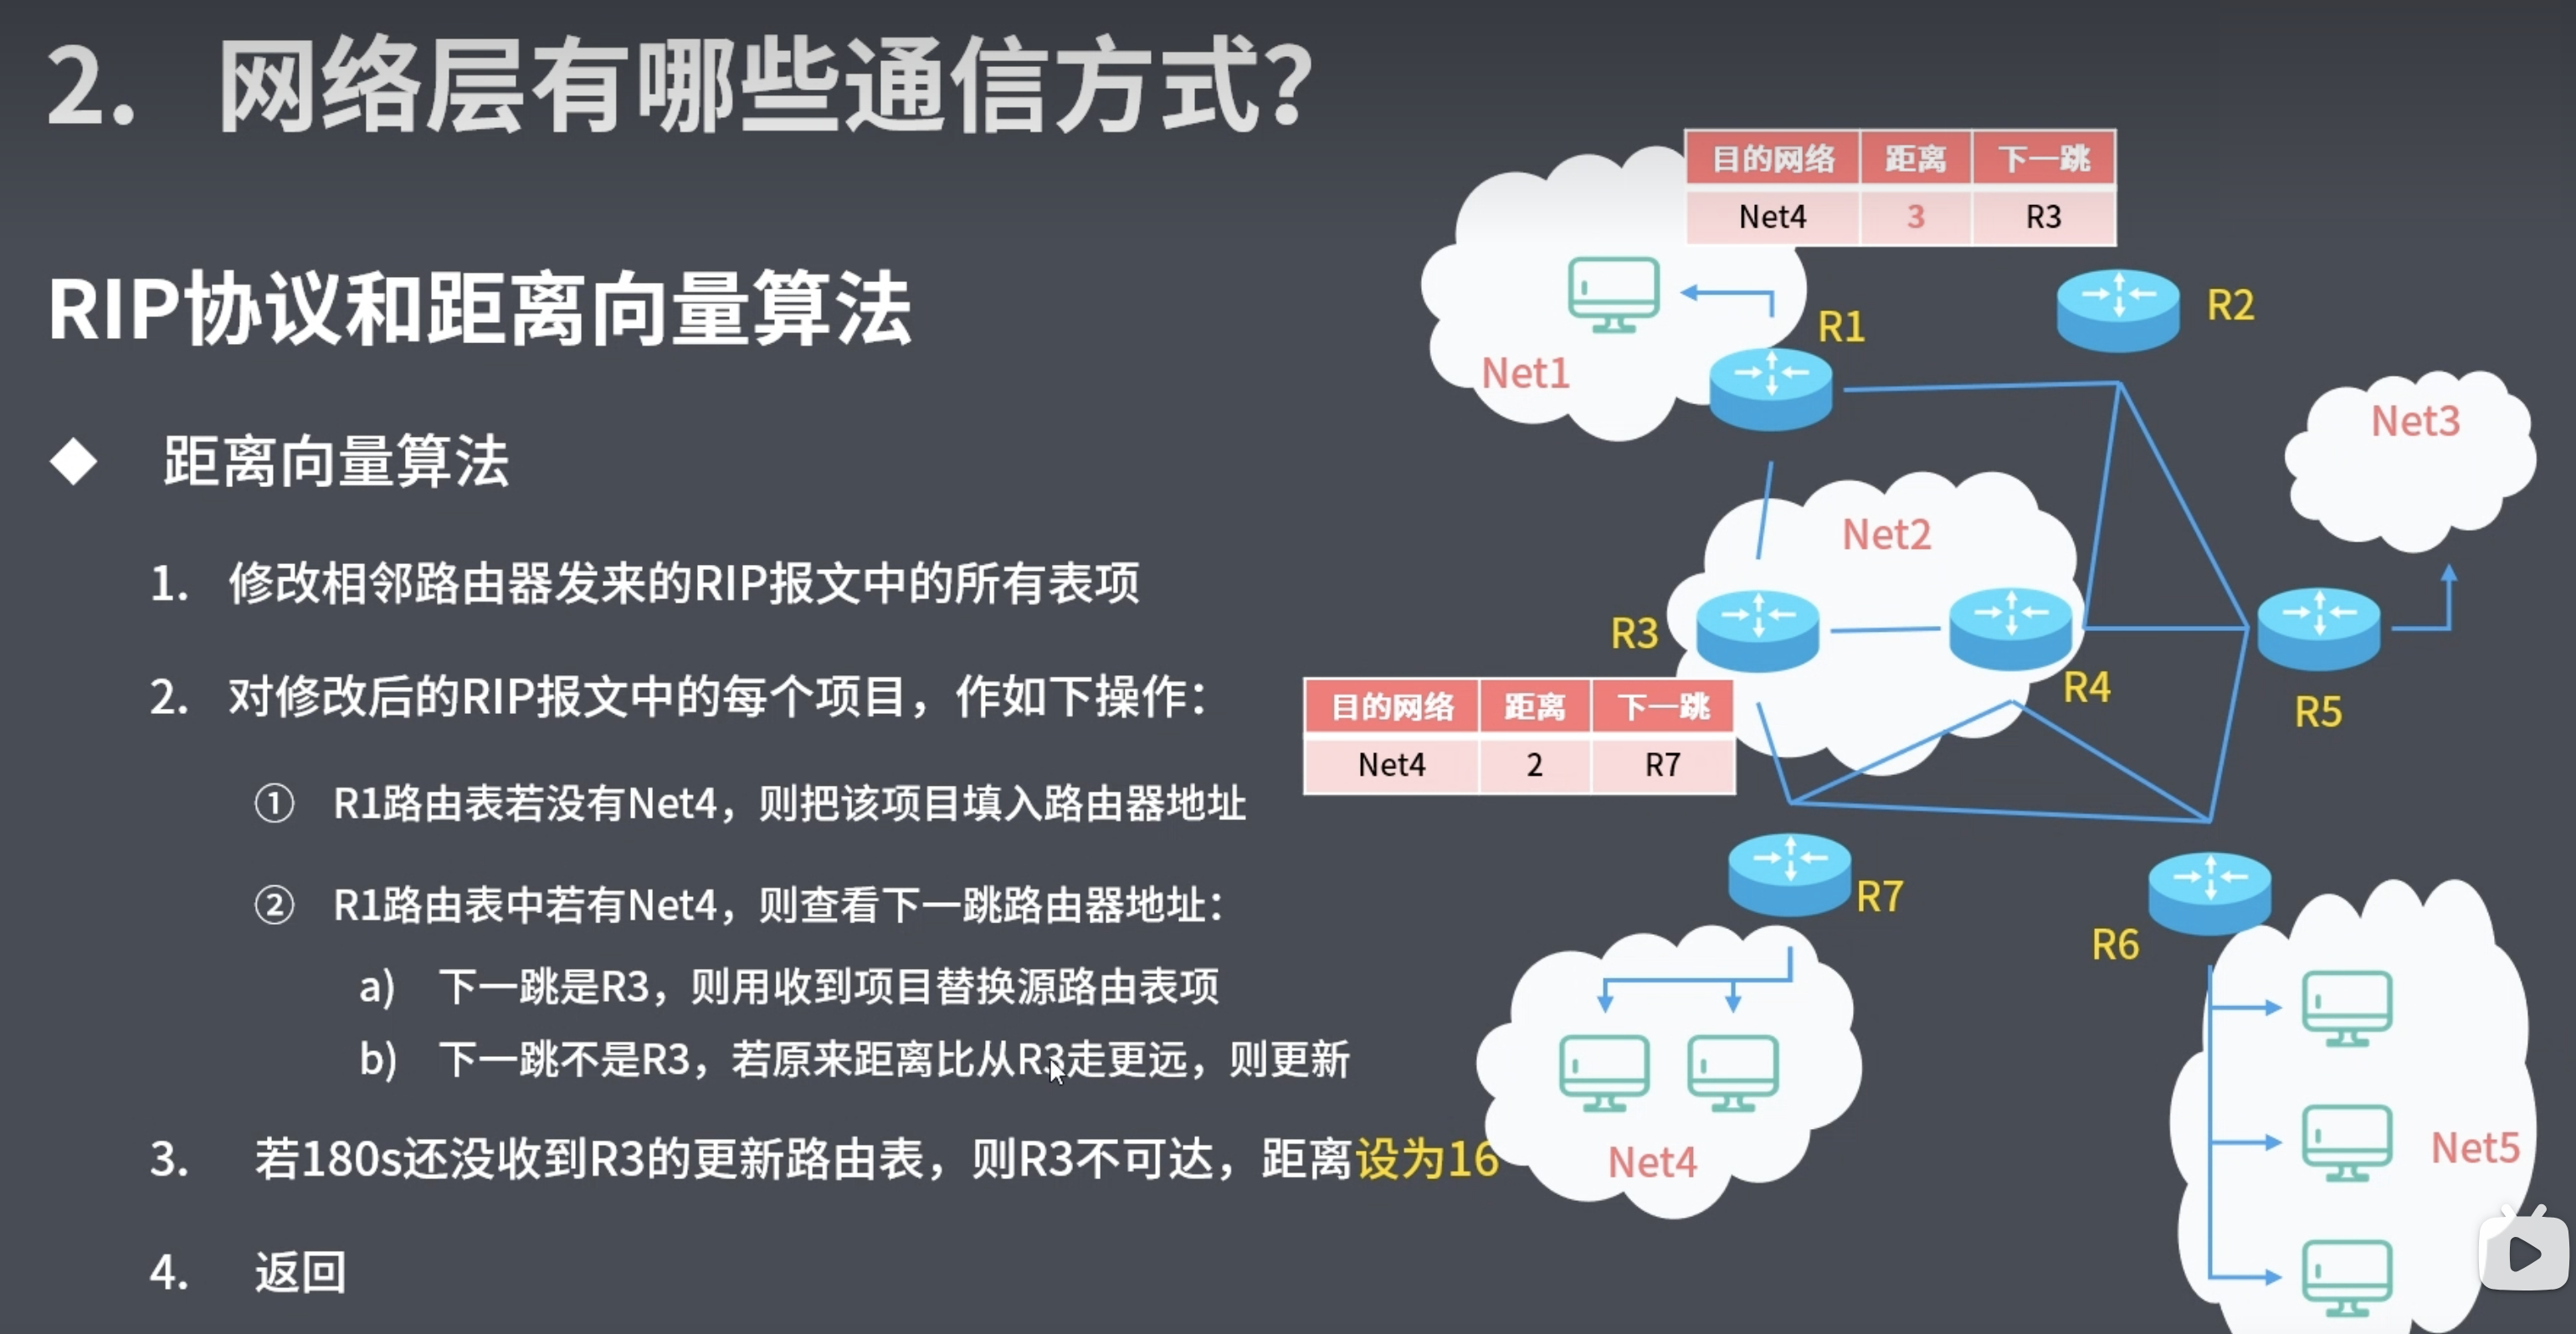 2. 网络层有哪些通信方式？
RIP协议和距离向量算法
◆ 距离向量算法
1. 修改相邻路由器发来的RIP报文中的所有表项
2. 对修改后的RIP报文中的每个项目，作如下操作：
① R1路由表若没有Net4，则把该项目填入路由器地址
② R1路由表中若有Net4，则查看下一跳路由器地址：
a) 下一跳是R3，则用收到项目替换源路由表项
b) 下一跳不是R3，若原来距离比从R3走更远，则更新
3. 若180s还没收到R3的更新路由表，则R3不可达，距离设为16
4. 返回
目的网络 距离 下一跳
Net4 3 R3
R1
R2
Net1
Net3
Net2
R3
R4
R5
目的网络 距离 下一跳
Net4 2 R7
R7
R6
Net4
Net5